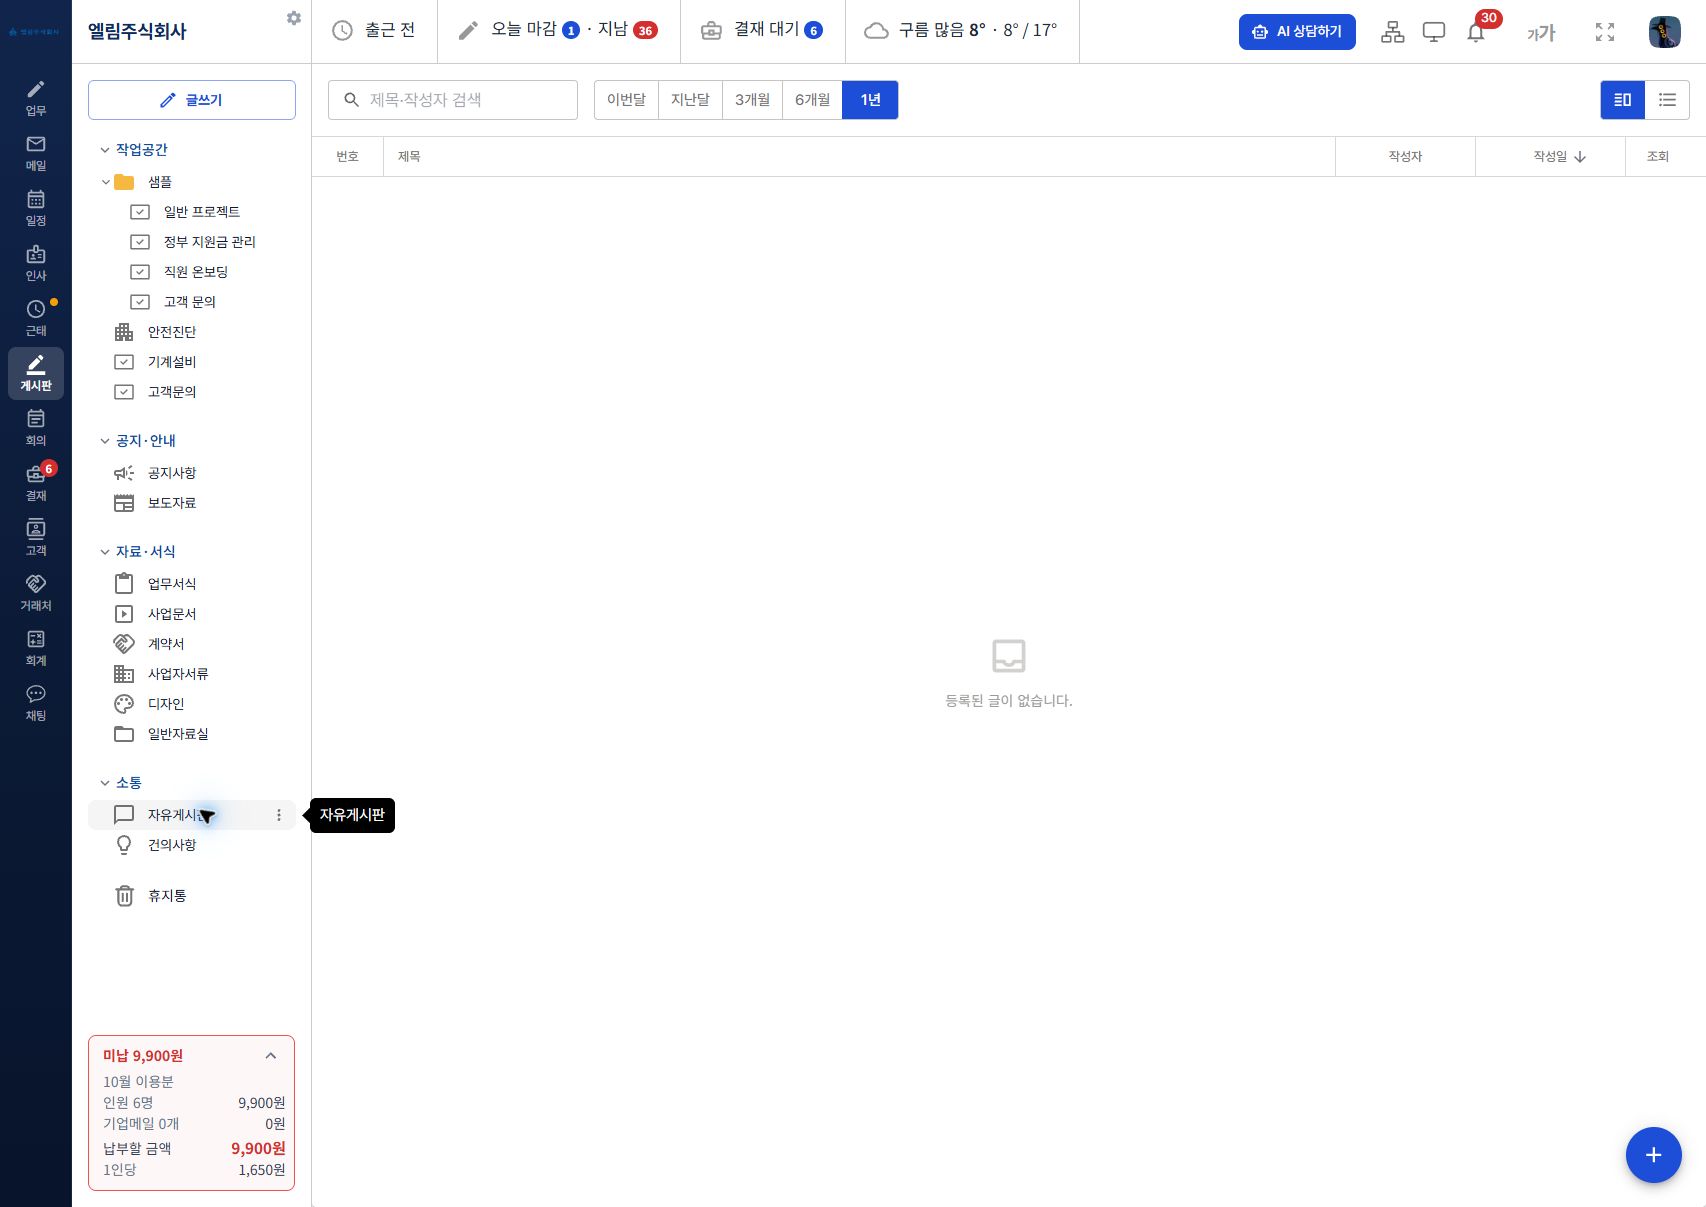 엘림주식회사
엘림주식회사
출근 전
오늘 마감 1 · 지남 36
결재 대기 6
구름 많음 8° · 8° / 17°
AI 상담하기
30
가가
업무
메일
일정
인사
근태
게시판
회의
6
결재
고객
거래처
회계
채팅
글쓰기
작업공간
샘플
일반 프로젝트
정부 지원금 관리
직원 온보딩
고객 문의
안전진단
기계설비
고객문의
공지·안내
공지사항
보도자료
자료·서식
업무서식
사업문서
계약서
사업자서류
디자인
일반자료실
소통
자유게시판
자유게시판
건의사항
휴지통
미납 9,900원
10월 이용분
인원 6명 9,900원
기업메일 0개 0원
납부할 금액 9,900원
1인당 1,650원
제목·작성자 검색
이번달 지난달 3개월 6개월 1년
번호 제목 작성자 작성일 조회
등록된 글이 없습니다.